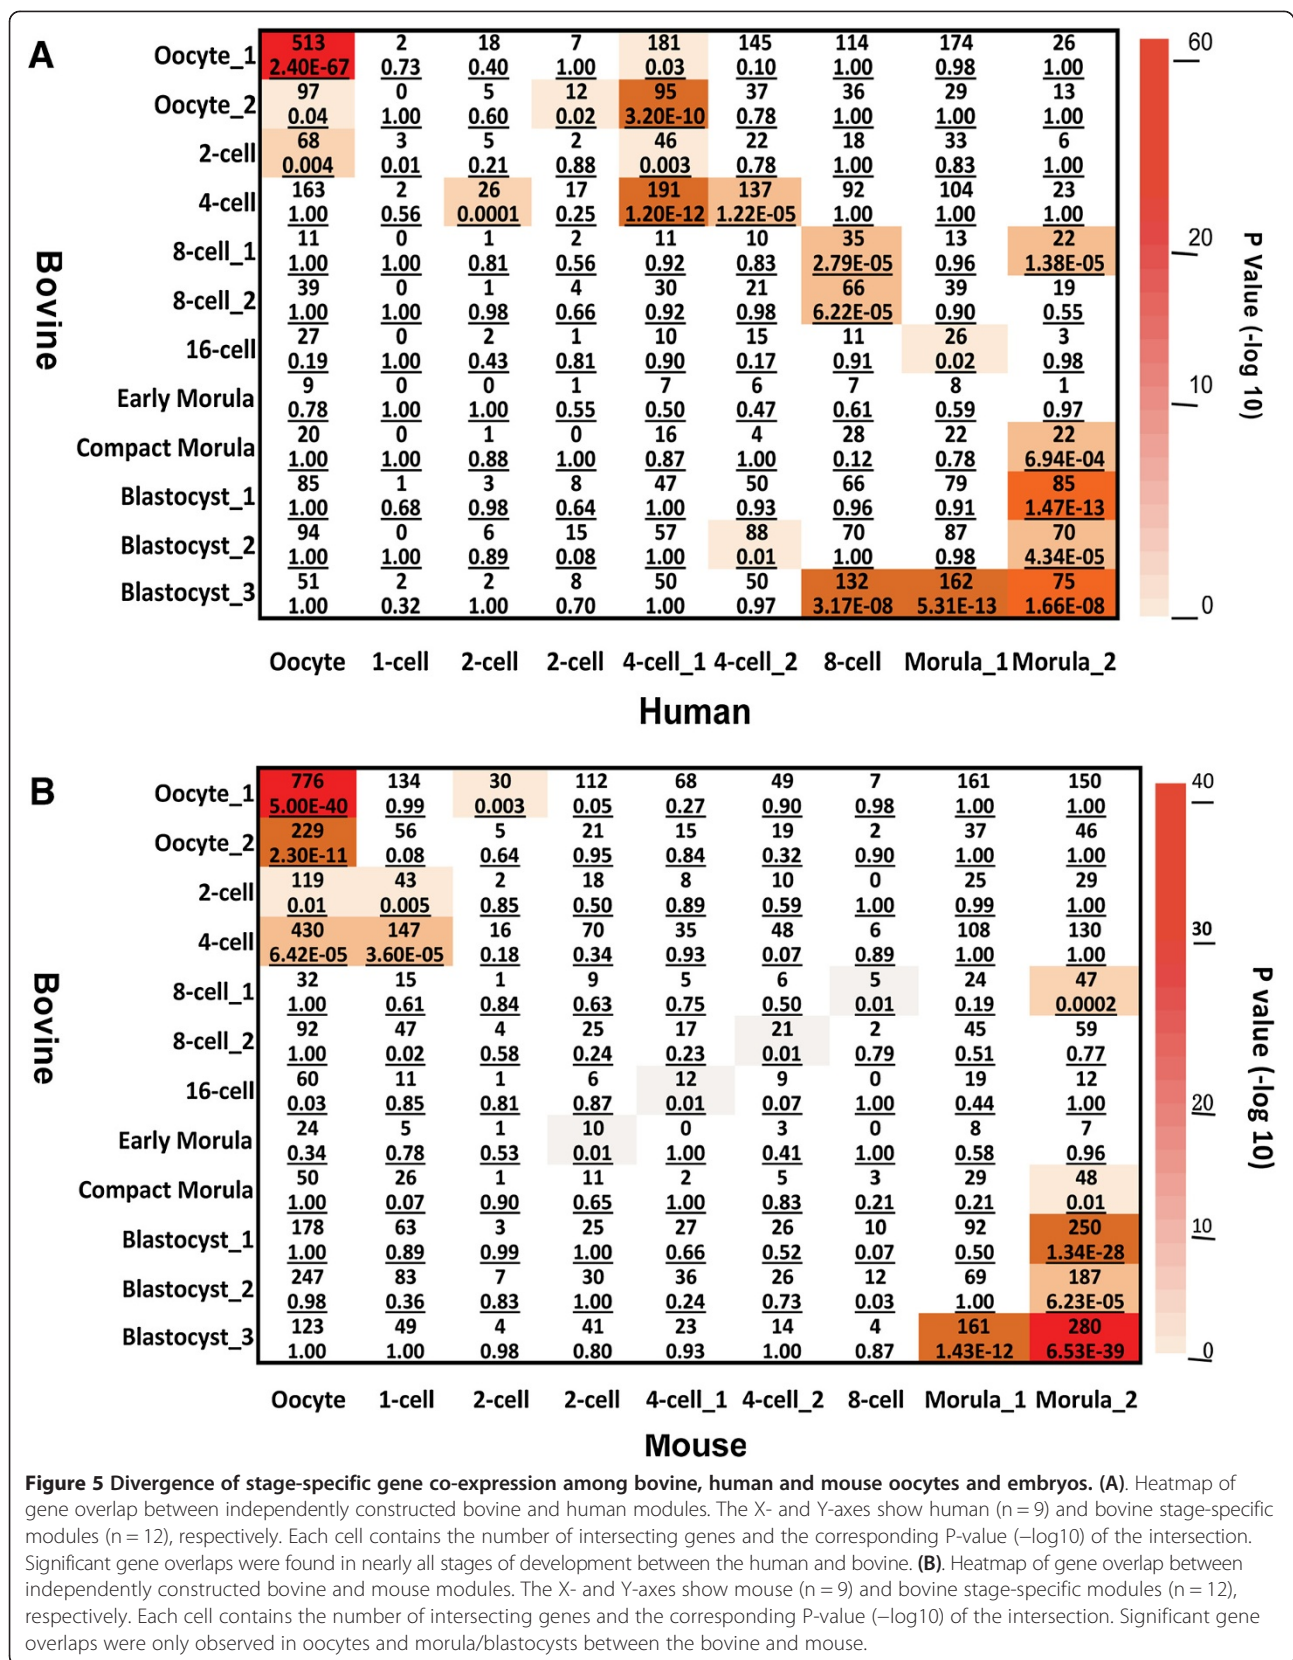 A
Oocyte_1 513 2 18 7 181 145 114 174 26
2.40E-67 0.73 0.40 1.00 0.03 0.10 1.00 0.98 1.00
Oocyte_2 97 0 5 12 95 37 36 29 13
0.04 1.00 0.60 0.02 3.20E-10 0.78 1.00 1.00 1.00
2-cell 68 3 5 2 46 22 18 33 6
0.004 0.01 0.21 0.88 0.003 0.78 1.00 0.83 1.00
4-cell 163 2 26 17 191 137 92 104 23
1.00 0.56 0.0001 0.25 1.20E-12 1.22E-05 1.00 1.00 1.00
8-cell_1 11 0 1 2 11 10 35 13 22
1.00 1.00 0.81 0.56 0.92 0.83 2.79E-05 0.96 1.38E-05
8-cell_2 39 0 1 4 30 21 66 39 19
1.00 1.00 0.98 0.66 0.92 0.98 6.22E-05 0.90 0.55
16-cell 27 0 2 1 10 15 11 26 3
0.19 1.00 0.43 0.81 0.90 0.17 0.91 0.02 0.98
Early Morula 9 0 0 1 7 6 7 8 1
0.78 1.00 1.00 0.55 0.50 0.47 0.61 0.59 0.97
Compact Morula 20 0 1 0 16 4 28 22 22
1.00 1.00 0.88 1.00 0.87 1.00 0.12 0.78 6.94E-04
Blastocyst_1 85 1 3 8 47 50 66 79 85
1.00 0.68 0.98 0.64 1.00 0.93 0.96 0.91 1.47E-13
Blastocyst_2 94 0 6 15 57 88 70 87 70
1.00 1.00 0.89 0.08 1.00 0.01 1.00 0.98 4.34E-05
Blastocyst_3 51 2 2 8 50 50 132 162 75
1.00 0.32 1.00 0.70 1.00 0.97 3.17E-08 5.31E-13 1.66E-08
Bovine
Oocyte 1-cell 2-cell 2-cell 4-cell_1 4-cell_2 8-cell Morula_1 Morula_2
Human
60
20
10
0
P Value (-log 10)
B
Oocyte_1 776 134 30 112 68 49 7 161 150
5.00E-40 0.99 0.003 0.05 0.27 0.90 0.98 1.00 1.00
Oocyte_2 229 56 5 21 15 19 2 37 46
2.30E-11 0.08 0.64 0.95 0.84 0.32 0.90 1.00 1.00
2-cell 119 43 2 18 8 10 0 25 29
0.01 0.005 0.85 0.50 0.89 0.59 1.00 0.99 1.00
4-cell 430 147 16 70 35 48 6 108 130
6.42E-05 3.60E-05 0.18 0.34 0.93 0.07 0.89 1.00 1.00
8-cell_1 32 15 1 9 5 6 5 24 47
1.00 0.61 0.84 0.63 0.75 0.50 0.01 0.19 0.0002
8-cell_2 92 47 4 25 17 21 2 45 59
1.00 0.02 0.58 0.24 0.23 0.01 0.79 0.51 0.77
16-cell 60 11 1 6 12 9 0 19 12
0.03 0.85 0.81 0.87 0.01 0.07 1.00 0.44 1.00
Early Morula 24 5 1 10 0 3 0 8 7
0.34 0.78 0.53 0.01 1.00 0.41 1.00 0.58 0.96
Compact Morula 50 26 1 11 2 5 3 29 48
1.00 0.07 0.90 0.65 1.00 0.83 0.21 0.21 0.01
Blastocyst_1 178 63 3 25 27 26 10 92 250
1.00 0.89 0.99 1.00 0.66 0.52 0.07 0.50 1.34E-28
Blastocyst_2 247 83 7 30 36 26 12 69 187
0.98 0.36 0.83 1.00 0.24 0.73 0.03 1.00 6.23E-05
Blastocyst_3 123 49 4 41 23 14 4 161 280
1.00 1.00 0.98 0.80 0.93 1.00 0.87 1.43E-12 6.53E-39
Bovine
Oocyte 1-cell 2-cell 2-cell 4-cell_1 4-cell_2 8-cell Morula_1 Morula_2
Mouse
40
30
20
10
0
P value (-log 10)
Figure 5 Divergence of stage-specific gene co-expression among bovine, human and mouse oocytes and embryos. (A). Heatmap of
gene overlap between independently constructed bovine and human modules. The X- and Y-axes show human (n = 9) and bovine stage-specific
modules (n = 12), respectively. Each cell contains the number of intersecting genes and the corresponding P-value (−log10) of the intersection.
Significant gene overlaps were found in nearly all stages of development between the human and bovine. (B). Heatmap of gene overlap between
independently constructed bovine and mouse modules. The X- and Y-axes show mouse (n = 9) and bovine stage-specific modules (n = 12),
respectively. Each cell contains the number of intersecting genes and the corresponding P-value (−log10) of the intersection. Significant gene
overlaps were only observed in oocytes and morula/blastocysts between the bovine and mouse.